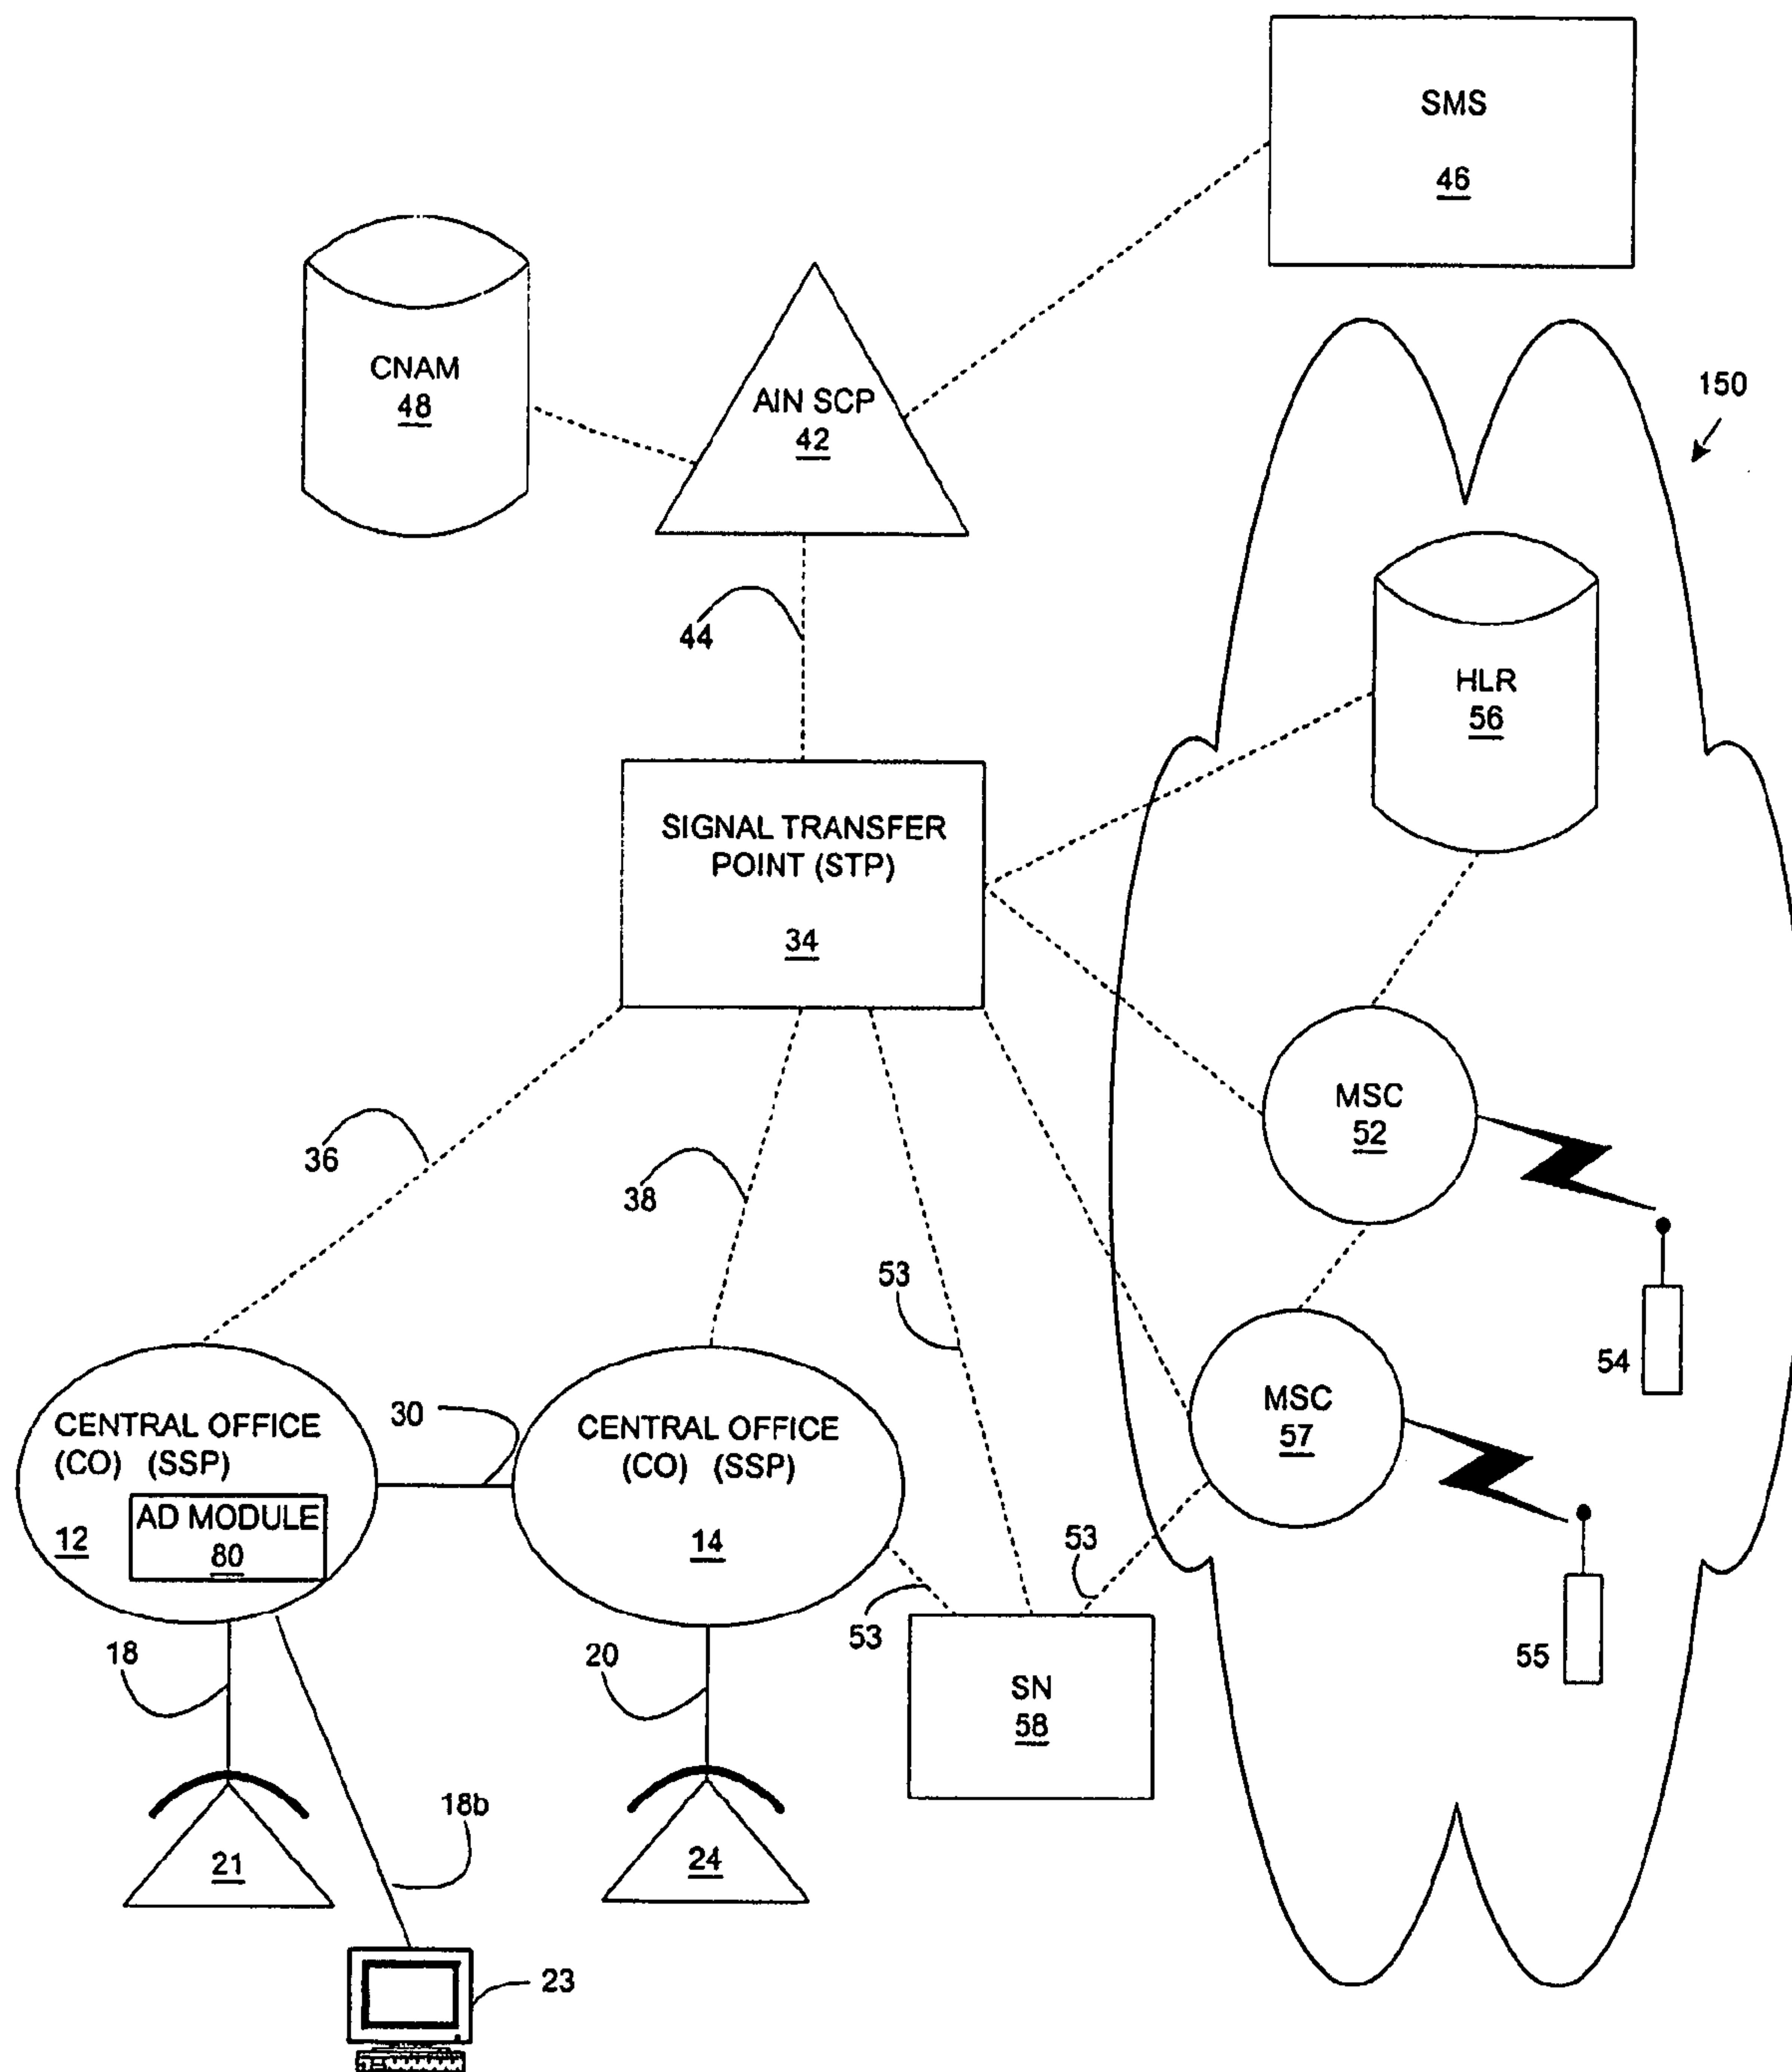 SMS
46
150
CNAM
48
AIN SCP
42
44
HLR
56
SIGNAL TRANSFER
POINT (STP)
34
36
38
MSC
52
53
54
30
CENTRAL OFFICE
(CO) (SSP)
AD MODULE
12
80
CENTRAL OFFICE
(CO) (SSP)
14
MSC
57
53
53
18
20
55
SN
58
18b
21
24
23